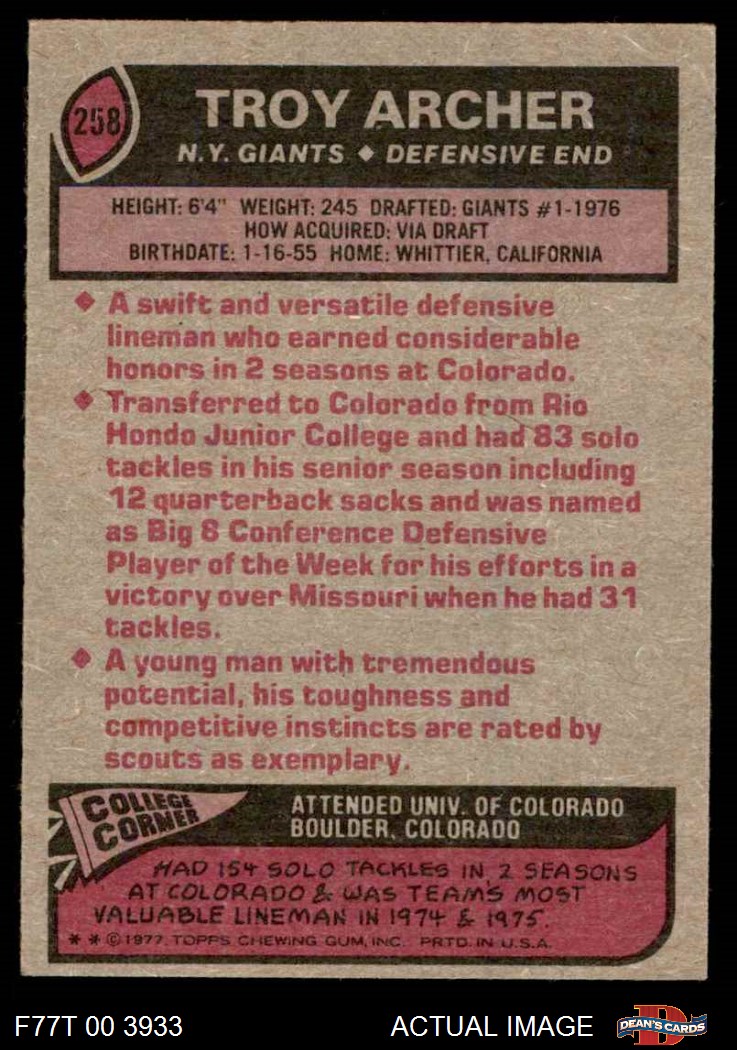 258
TROY ARCHER
N.Y. GIANTS ◆ DEFENSIVE END
HEIGHT: 6'4" WEIGHT: 245 DRAFTED: GIANTS #1-1976
HOW ACQUIRED: VIA DRAFT
BIRTHDATE: 1-16-55 HOME: WHITTIER, CALIFORNIA
◆ A swift and versatile defensive
lineman who earned considerable
honors in 2 seasons at Colorado.
◆ Transferred to Colorado from Rio
Hondo Junior College and had 83 solo
tackles in his senior season including
12 quarterback sacks and was named
as Big 8 Conference Defensive
Player of the Week for his efforts in a
victory over Missouri when he had 31
tackles.
◆ A young man with tremendous
potential, his toughness and
competitive instincts are rated by
scouts as exemplary.
COLLEGE
CORNER
ATTENDED UNIV. OF COLORADO
BOULDER, COLORADO
HAD 154 SOLO TACKLES IN 2 SEASONS
AT COLORADO & WAS TEAM'S MOST
VALUABLE LINEMAN IN 1974 & 1975.
* * © 1977 TOPPS CHEWING GUM, INC. PRTD. IN U.S.A.
F77T 00 3933
ACTUAL IMAGE
D
DEAN'S CARDS